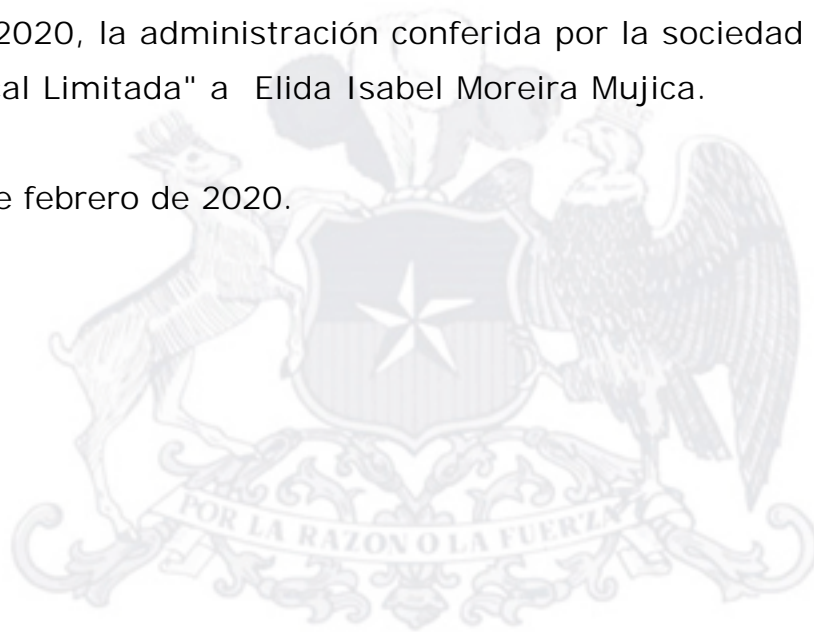 2020, la administración conferida por la sociedad
al Limitada" a Elida Isabel Moreira Mujica.
e febrero de 2020.
POR LA RAZON O LA FUERZA